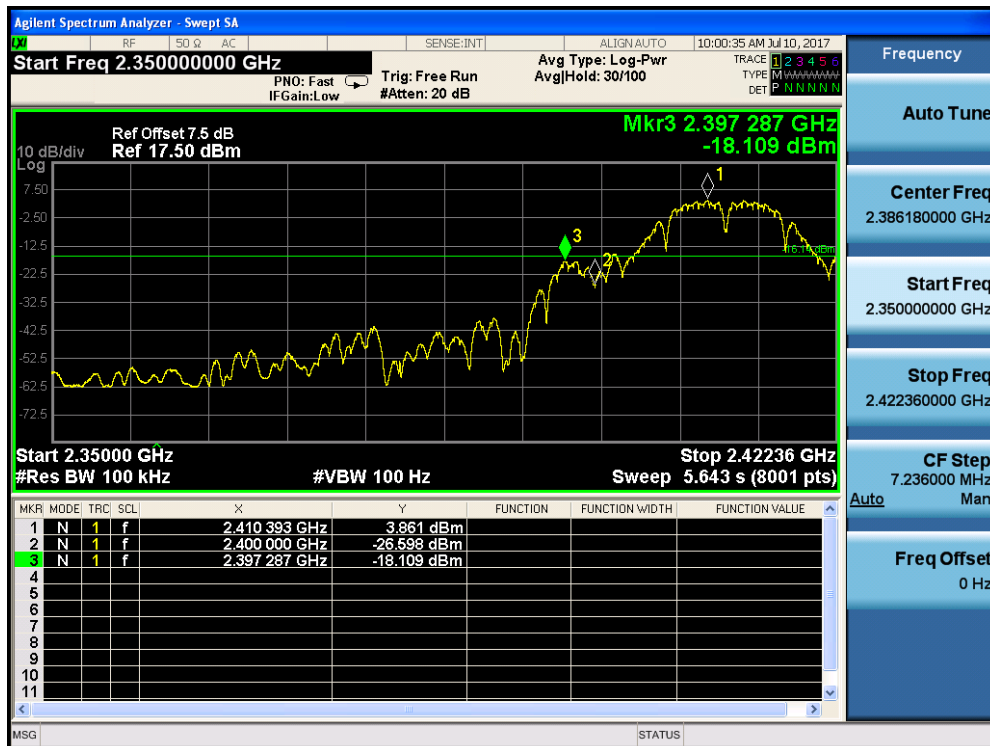 Agilent Spectrum Analyzer - Swept SA
LXI RF 50 Ω AC SENSE:INT ALIGN AUTO 10:00:35 AM Jul 10, 2017
Start Freq 2.350000000 GHz
PNO: Fast
IFGain:Low
Trig: Free Run
#Atten: 20 dB
Avg Type: Log-Pwr
Avg|Hold: 30/100
TRACE 1 2 3 4 5 6
TYPE M
DET P N N N N N
Ref Offset 7.5 dB
10 dB/div Ref 17.50 dBm
Log
Mkr3 2.397 287 GHz
-18.109 dBm
7.50
-2.50
-12.5
-22.5
-32.5
-42.5
-52.5
-62.5
-72.5
1
2
3
Start 2.35000 GHz Stop 2.42236 GHz
#Res BW 100 kHz #VBW 100 Hz Sweep 5.643 s (8001 pts)
MKR MODE TRC SCL X Y FUNCTION FUNCTION WIDTH FUNCTION VALUE
1 N 1 f 2.410 393 GHz 3.861 dBm
2 N 1 f 2.400 000 GHz -26.598 dBm
3 N 1 f 2.397 287 GHz -18.109 dBm
4
5
6
7
8
9
10
11
MSG STATUS
Frequency
Auto Tune
Center Freq
2.386180000 GHz
Start Freq
2.350000000 GHz
Stop Freq
2.422360000 GHz
CF Step
7.236000 MHz
Auto Man
Freq Offset
0 Hz